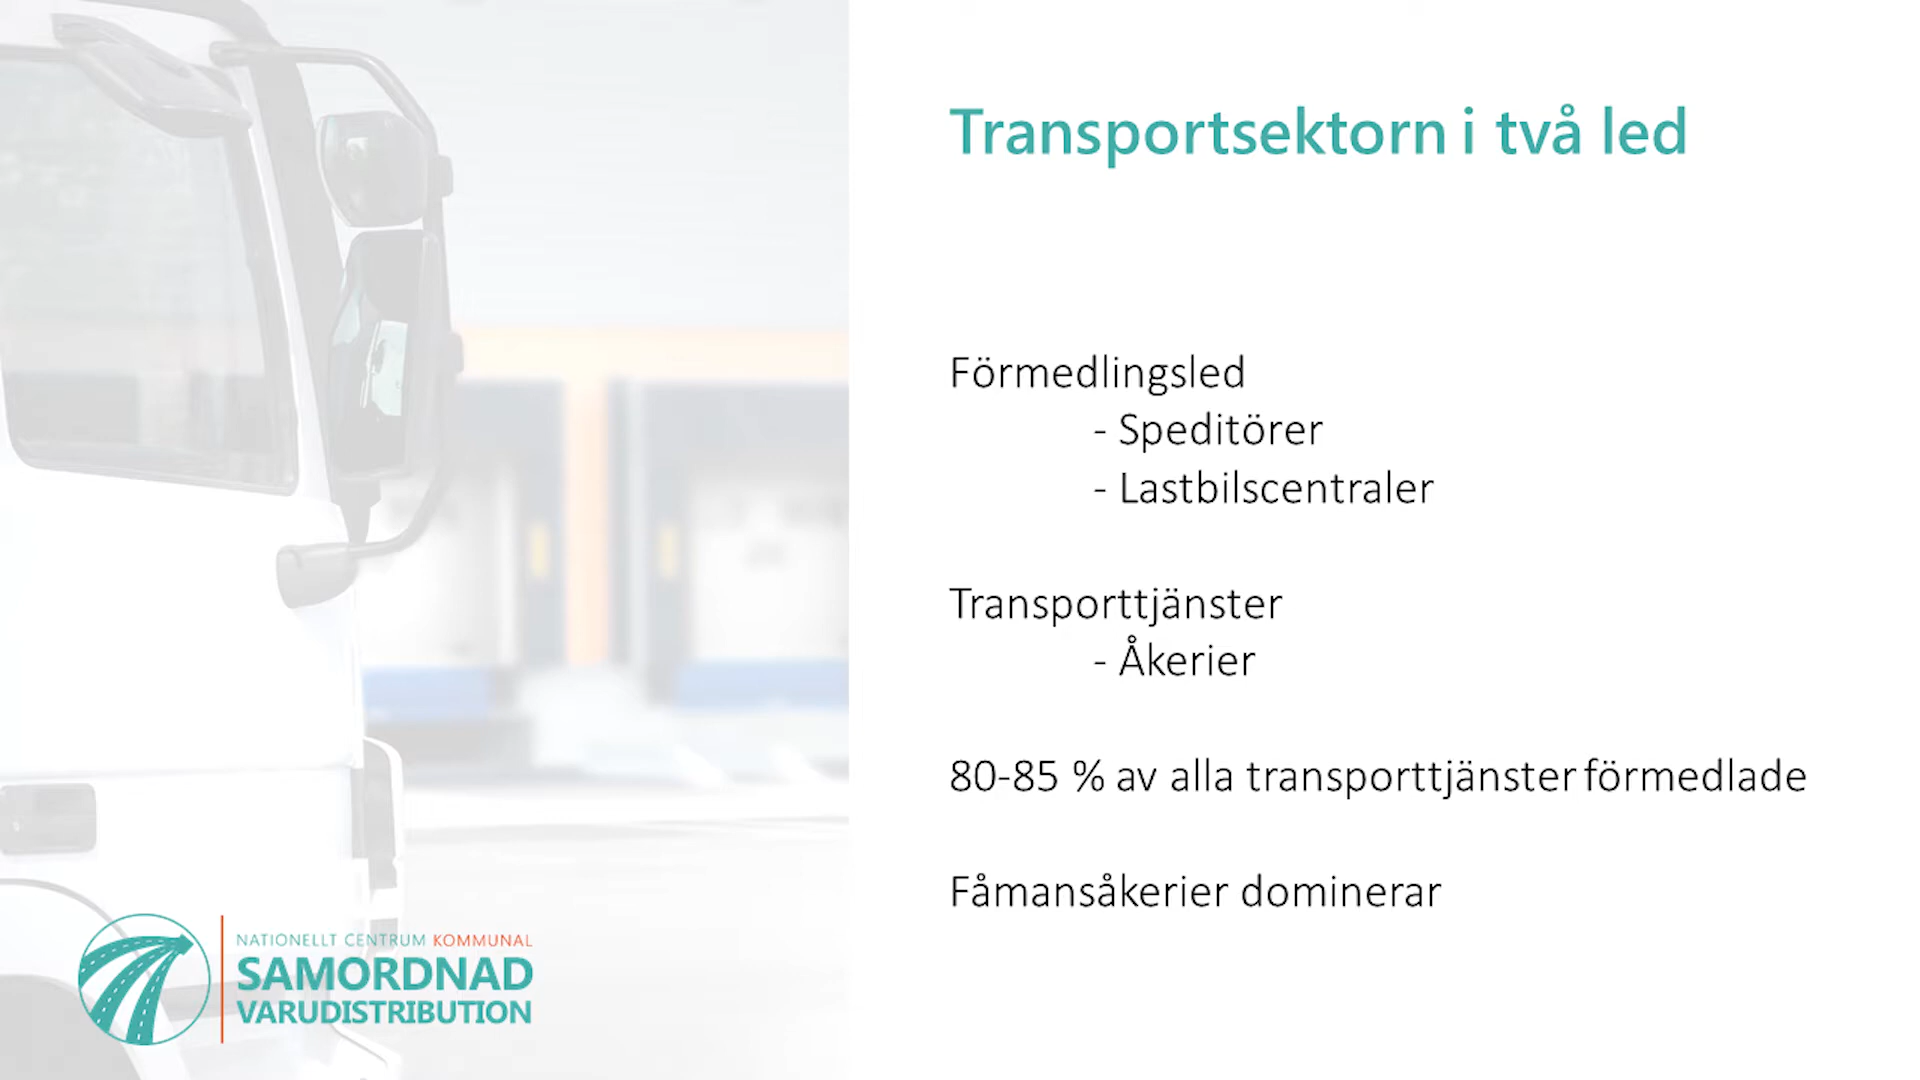 Transportsektorn i två led
Förmedlingsled
- Speditörer
- Lastbilscentraler
Transporttjänster
- Åkerier
80-85 % av alla transporttjänster förmedlade
Fåmansåkerier dominerar
NATIONELLT CENTRUM KOMMUNAL
SAMORDNAD
VARUDISTRIBUTION